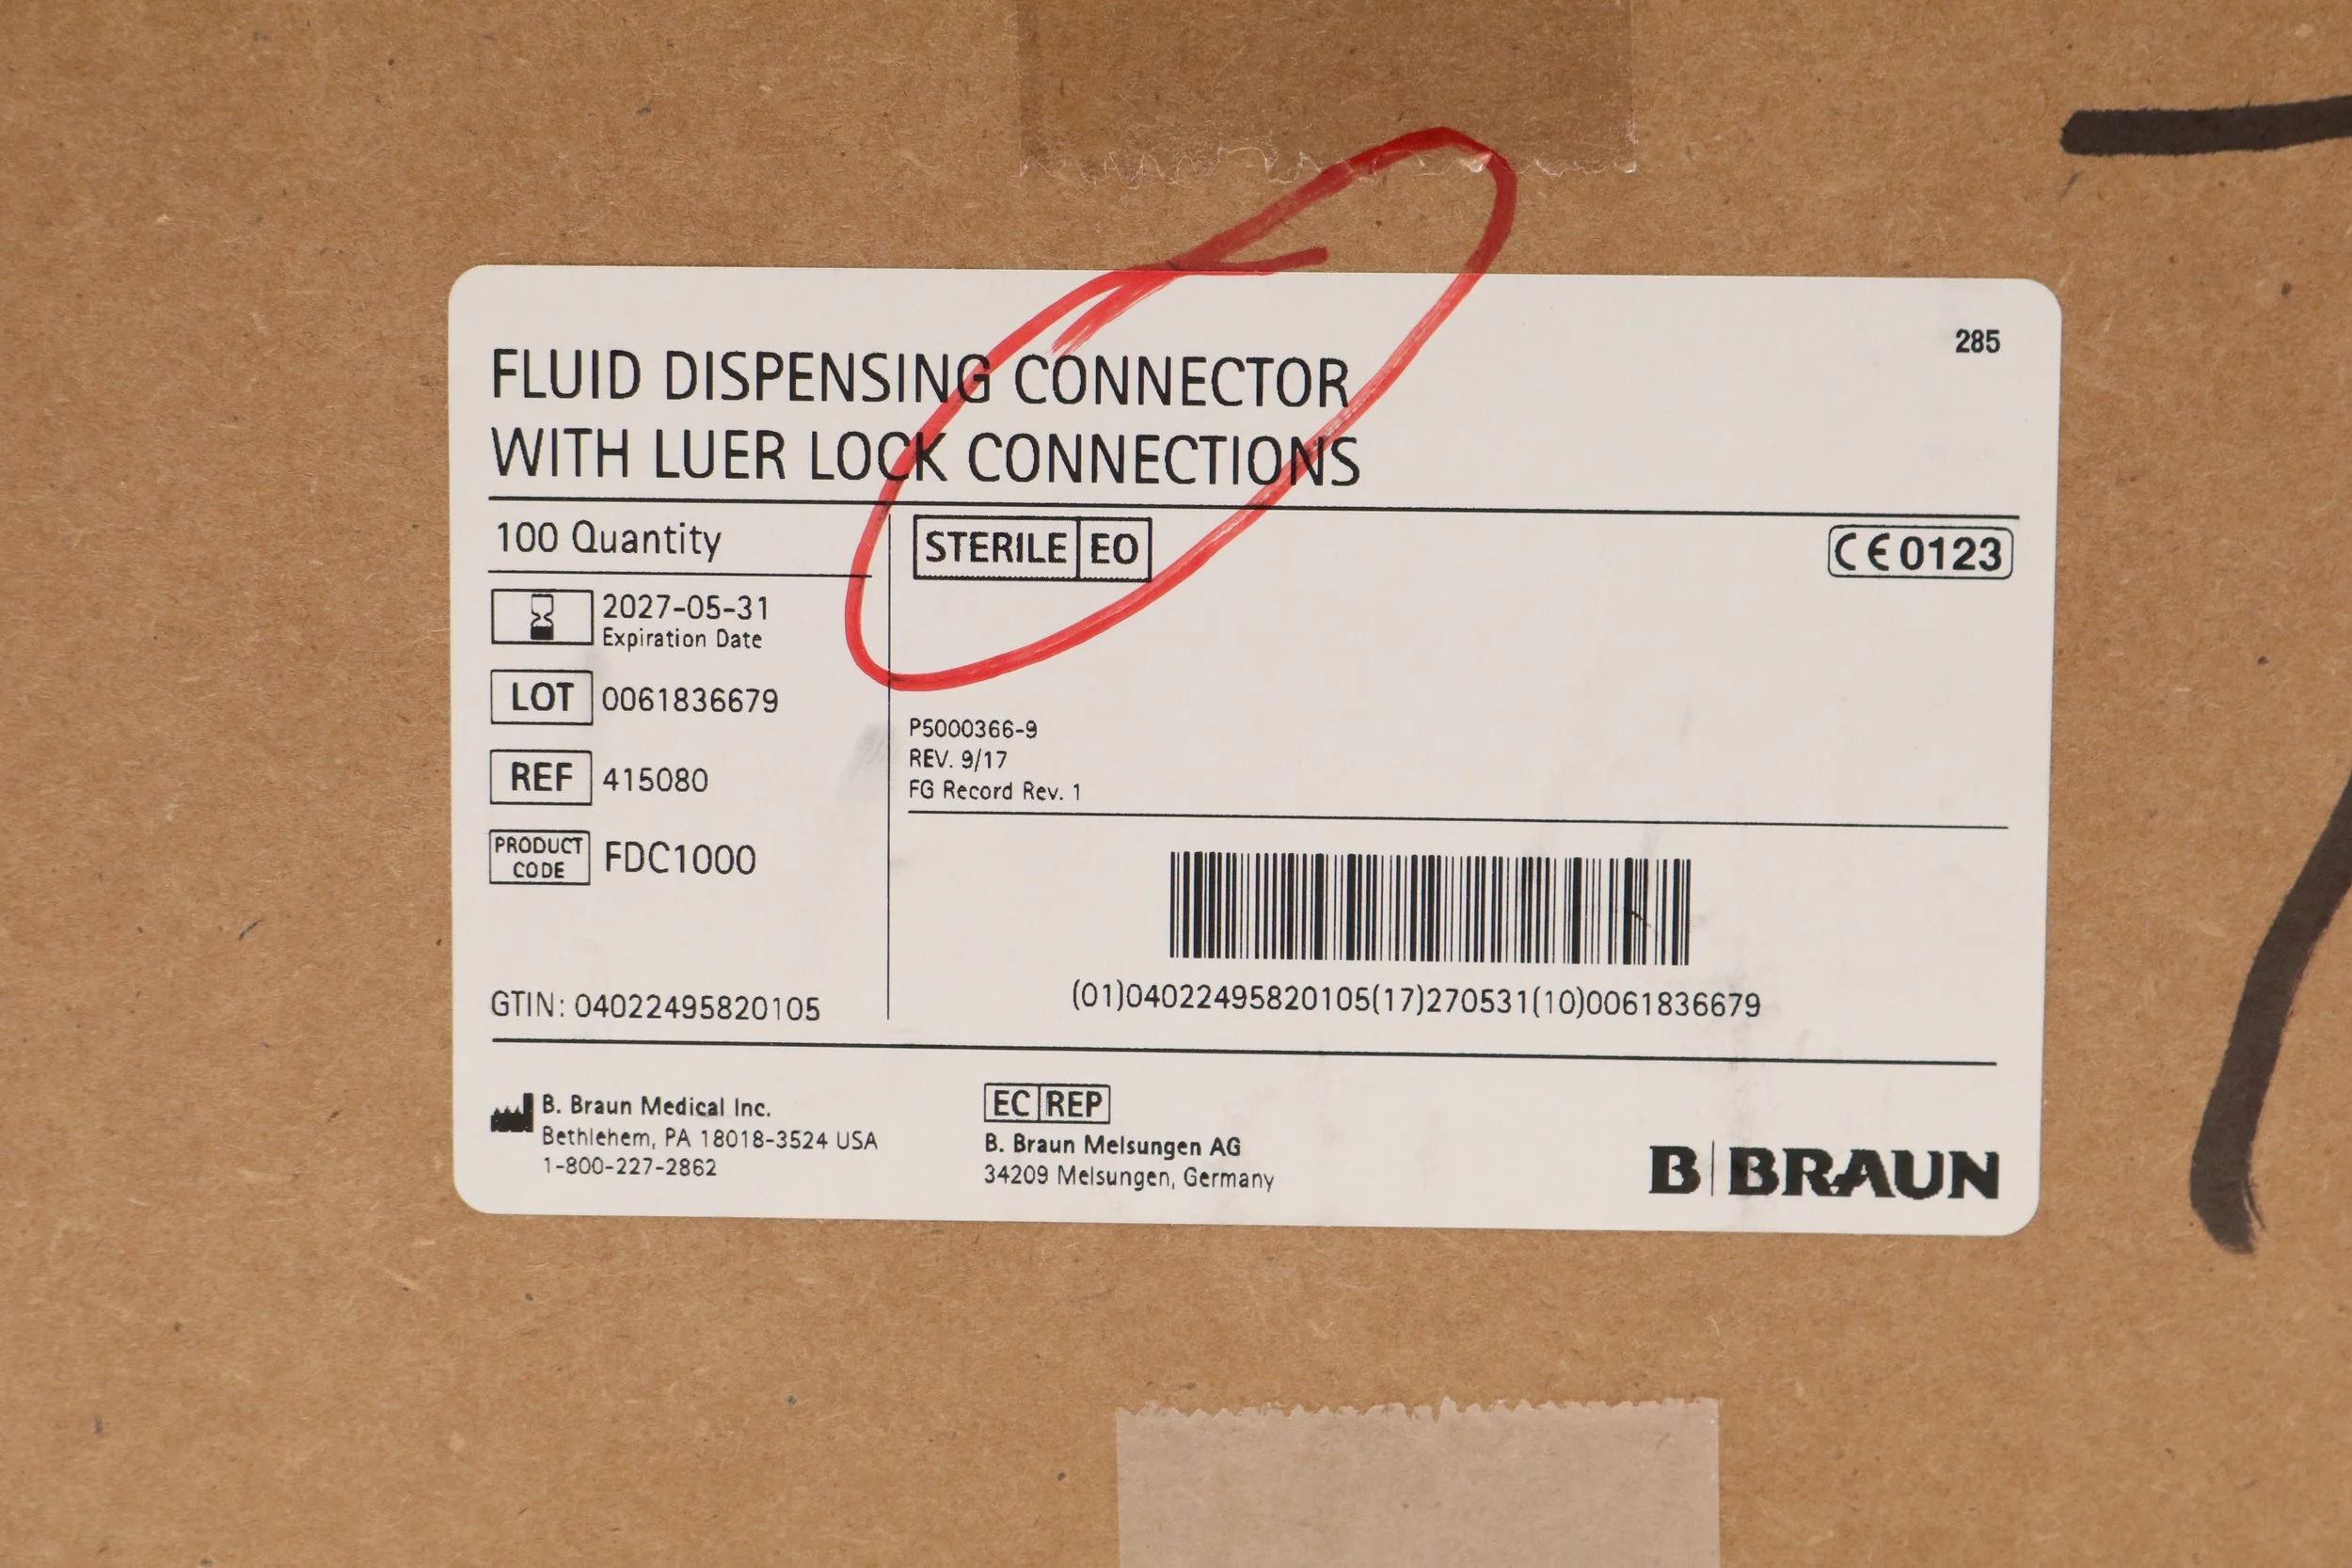 285
FLUID DISPENSING CONNECTOR
WITH LUER LOCK CONNECTIONS
100 Quantity
STERILE EO
CE 0123
2027-05-31
Expiration Date
LOT 0061836679
REF 415080
PRODUCT CODE FDC1000
GTIN: 04022495820105
P5000366-9
REV. 9/17
FG Record Rev. 1
(01)04022495820105(17)270531(10)0061836679
B. Braun Medical Inc.
Bethlehem, PA 18018-3524 USA
1-800-227-2862
EC REP
B. Braun Melsungen AG
34209 Melsungen, Germany
B BRAUN